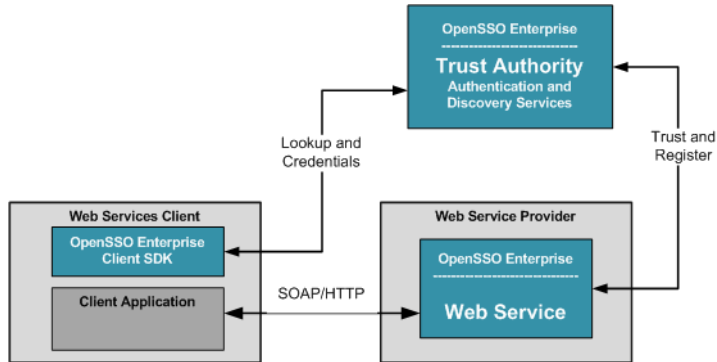 OpenSSO Enterprise
Trust Authority
Authentication and
Discovery Services
Lookup and
Credentials
Trust and
Register
Web Services Client
OpenSSO Enterprise
Client SDK
Client Application
SOAP/HTTP
Web Service Provider
OpenSSO Enterprise
Web Service